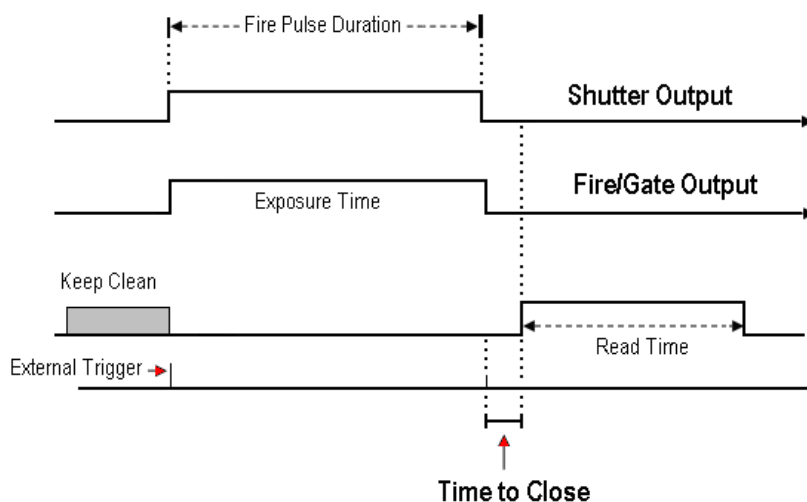 Fire Pulse Duration
Shutter Output
Fire/Gate Output
Exposure Time
Keep Clean
Read Time
External Trigger
Time to Close